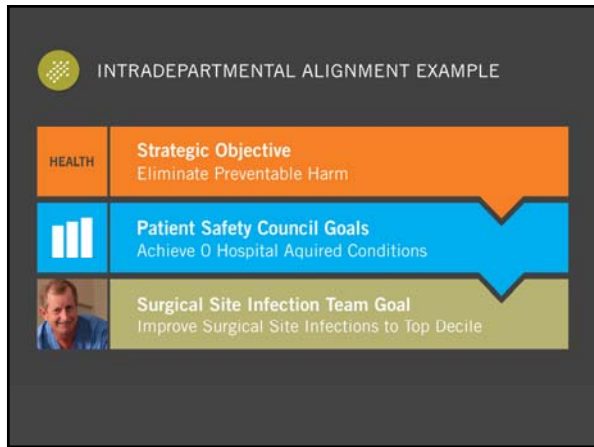 INTRADEPARTMENTAL ALIGNMENT EXAMPLE
HEALTH
Strategic Objective
Eliminate Preventable Harm
Patient Safety Council Goals
Achieve 0 Hospital Aquired Conditions
Surgical Site Infection Team Goal
Improve Surgical Site Infections to Top Decile